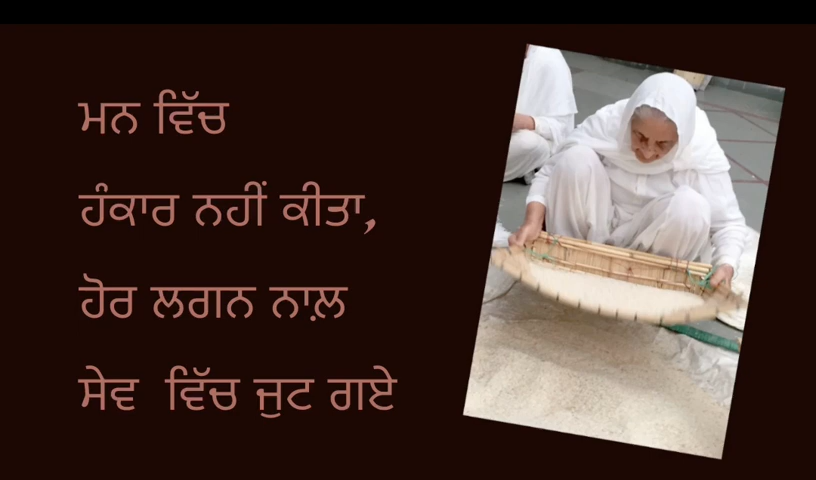 ਮਨ ਵਿੱਚ
ਹੰਕਾਰ ਨਹੀਂ ਕੀਤਾ,
ਹੋਰ ਲਗਨ ਨਾਲ਼
ਸੇਵ ਵਿੱਚ ਜੁਟ ਗਏ